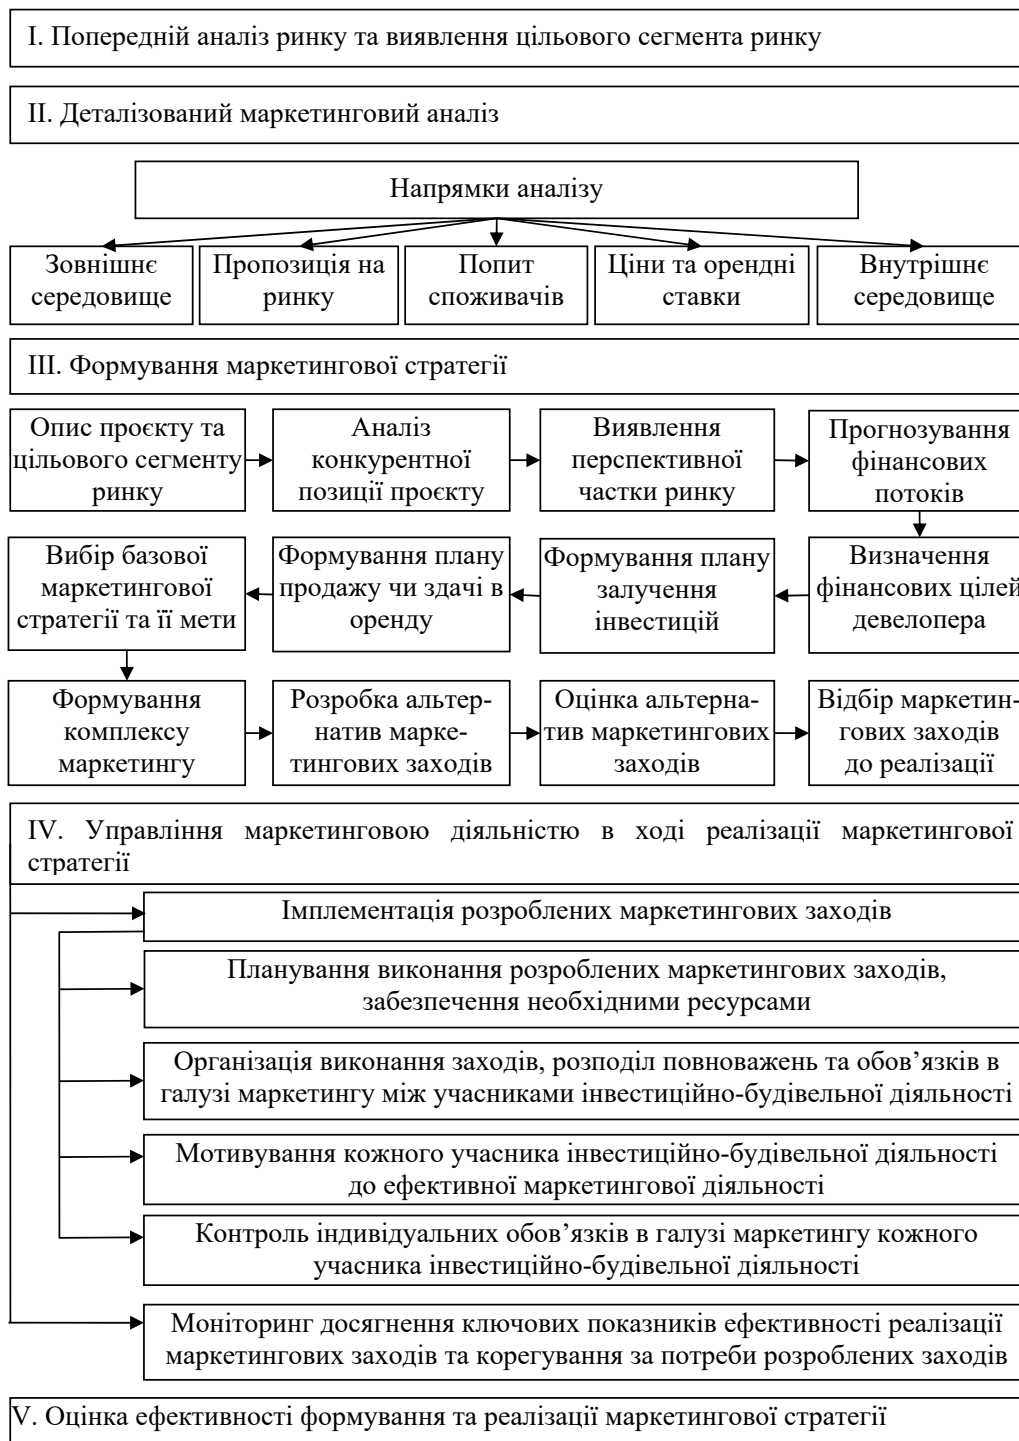 І. Попередній аналіз ринку та виявлення цільового сегмента ринку
ІІ. Деталізований маркетинговий аналіз
Напрямки аналізу
Зовнішнє
середовище
Пропозиція на
ринку
Попит
споживачів
Ціни та орендні
ставки
Внутрішнє
середовище
ІІІ. Формування маркетингової стратегії
Опис проєкту та
цільового сегменту
ринку
Аналіз
конкурентної
позиції проєкту
Виявлення
перспективної
частки ринку
Прогнозування
фінансових
потоків
Вибір базової
маркетингової
стратегії та її мети
Формування плану
продажу чи здачі в
оренду
Формування плану
залучення
інвестицій
Визначення
фінансових цілей
девелопера
Формування
комплексу
маркетингу
Розробка альтер-
натив марке-
тингових заходів
Оцінка альтерна-
тив маркетингових
заходів
Відбір маркетин-
гових заходів
до реалізації
IV. Управління маркетинговою діяльністю в ході реалізації маркетингової
стратегії
Імплементація розроблених маркетингових заходів
Планування виконання розроблених маркетингових заходів,
забезпечення необхідними ресурсами
Організація виконання заходів, розподіл повноважень та обов’язків в
галузі маркетингу між учасниками інвестиційно-будівельної діяльності
Мотивування кожного учасника інвестиційно-будівельної діяльності
до ефективної маркетингової діяльності
Контроль індивідуальних обов’язків в галузі маркетингу кожного
учасника інвестиційно-будівельної діяльності
Моніторинг досягнення ключових показників ефективності реалізації
маркетингових заходів та корегування за потреби розроблених заходів
V. Оцінка ефективності формування та реалізації маркетингової стратегії